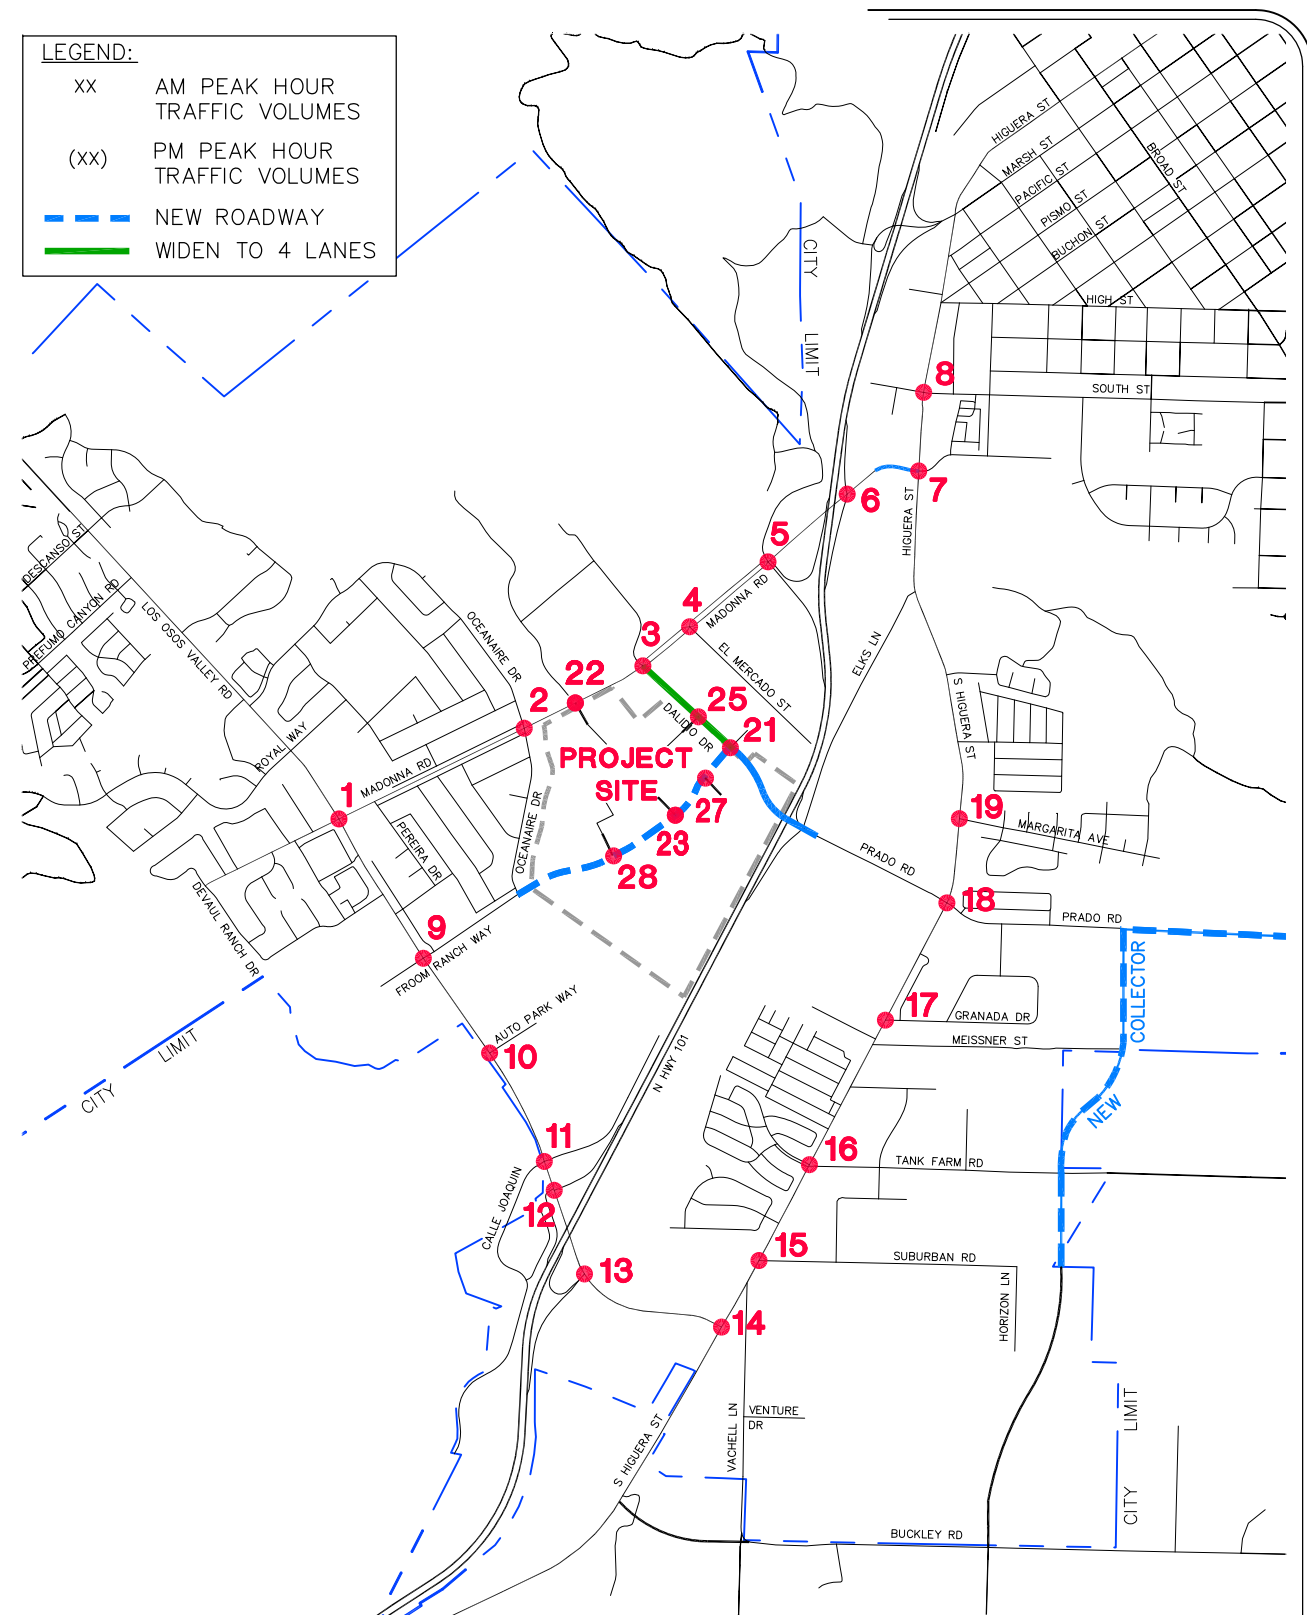 LEGEND:
XX AM PEAK HOUR
TRAFFIC VOLUMES
(XX) PM PEAK HOUR
TRAFFIC VOLUMES
NEW ROADWAY
WIDEN TO 4 LANES
HIGUERA ST
MARSH ST
PACIFIC ST
PISMO ST
BUCHON ST
BROAD ST
CITY
LIMIT
HIGH ST
8
SOUTH ST
7
6
HIGUERA ST
5
MADONNA RD
4
3
EL MERCADO ST
ELKS LN
DESCANSO ST
PREFUMO CANYON RD
LOS OSOS VALLEY RD
OCEANAIRE DR
22
2
25
DALIDIO DR
21
S HIGUERA ST
ROYAL WAY
MADONNA RD
PROJECT
SITE
1
27
19
MARGARITA AVE
PEREIRA DR
OCEANAIRE DR
23
28
PRADO RD
DEVAUL RANCH DR
18
PRADO RD
9
FROOM RANCH WAY
COLLECTOR
NEW
AUTO PARK WAY
17
GRANADA DR
MEISSNER ST
CITY
LIMIT
10
N HWY 101
11
16
TANK FARM RD
CALLE JOAQUIN
12
15
SUBURBAN RD
13
HORIZON LN
14
VACHELL LN
VENTURE
DR
S HIGUERA ST
CITY
LIMIT
BUCKLEY RD